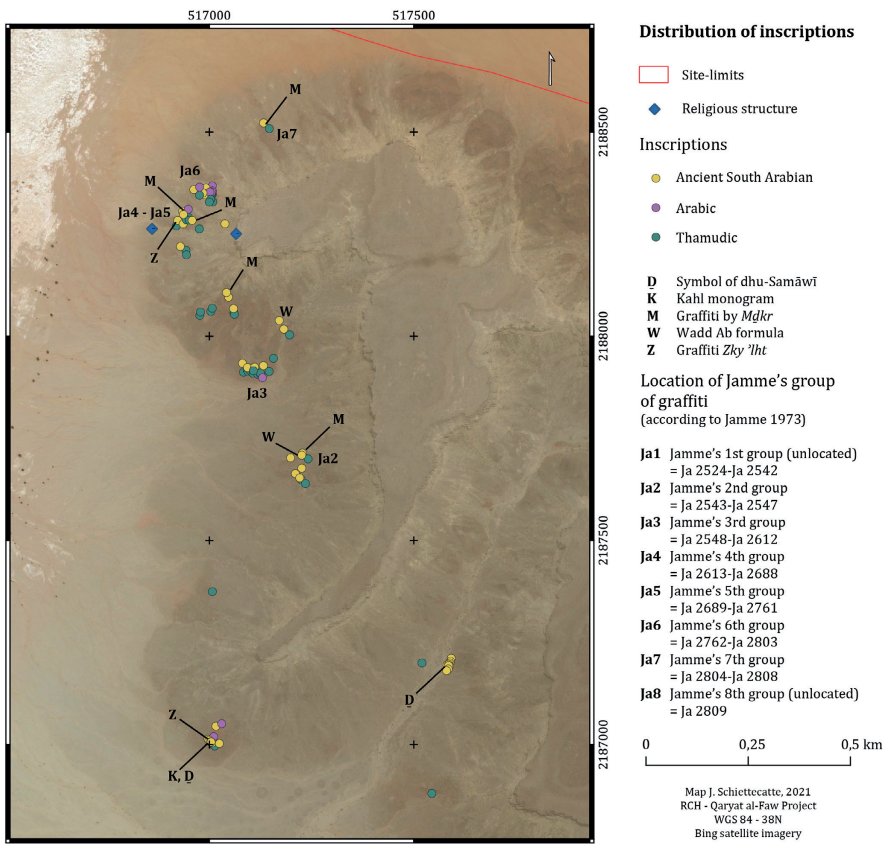 517000 517500
2188500
2188000
2187500
2187000
M
Ja7
Ja6
M
M
Ja4 - Ja5
Z
M
W
Ja3
M
W
Ja2
D̲
Z
K, D̲
Distribution of inscriptions
Site-limits
Religious structure
Inscriptions
Ancient South Arabian
Arabic
Thamudic
D̲ Symbol of dhu-Samāwī
K Kahl monogram
M Graffiti by Mḏkr
W Wadd Ab formula
Z Graffiti Zky ʾlht
Location of Jamme's group
of graffiti
(according to Jamme 1973)
Ja1 Jamme's 1st group (unlocated)
= Ja 2524-Ja 2542
Ja2 Jamme's 2nd group
= Ja 2543-Ja 2547
Ja3 Jamme's 3rd group
= Ja 2548-Ja 2612
Ja4 Jamme's 4th group
= Ja 2613-Ja 2688
Ja5 Jamme's 5th group
= Ja 2689-Ja 2761
Ja6 Jamme's 6th group
= Ja 2762-Ja 2803
Ja7 Jamme's 7th group
= Ja 2804-Ja 2808
Ja8 Jamme's 8th group (unlocated)
= Ja 2809
0 0,25 0,5 km
Map J. Schiettecatte, 2021
RCH - Qaryat al-Faw Project
WGS 84 - 38N
Bing satellite imagery